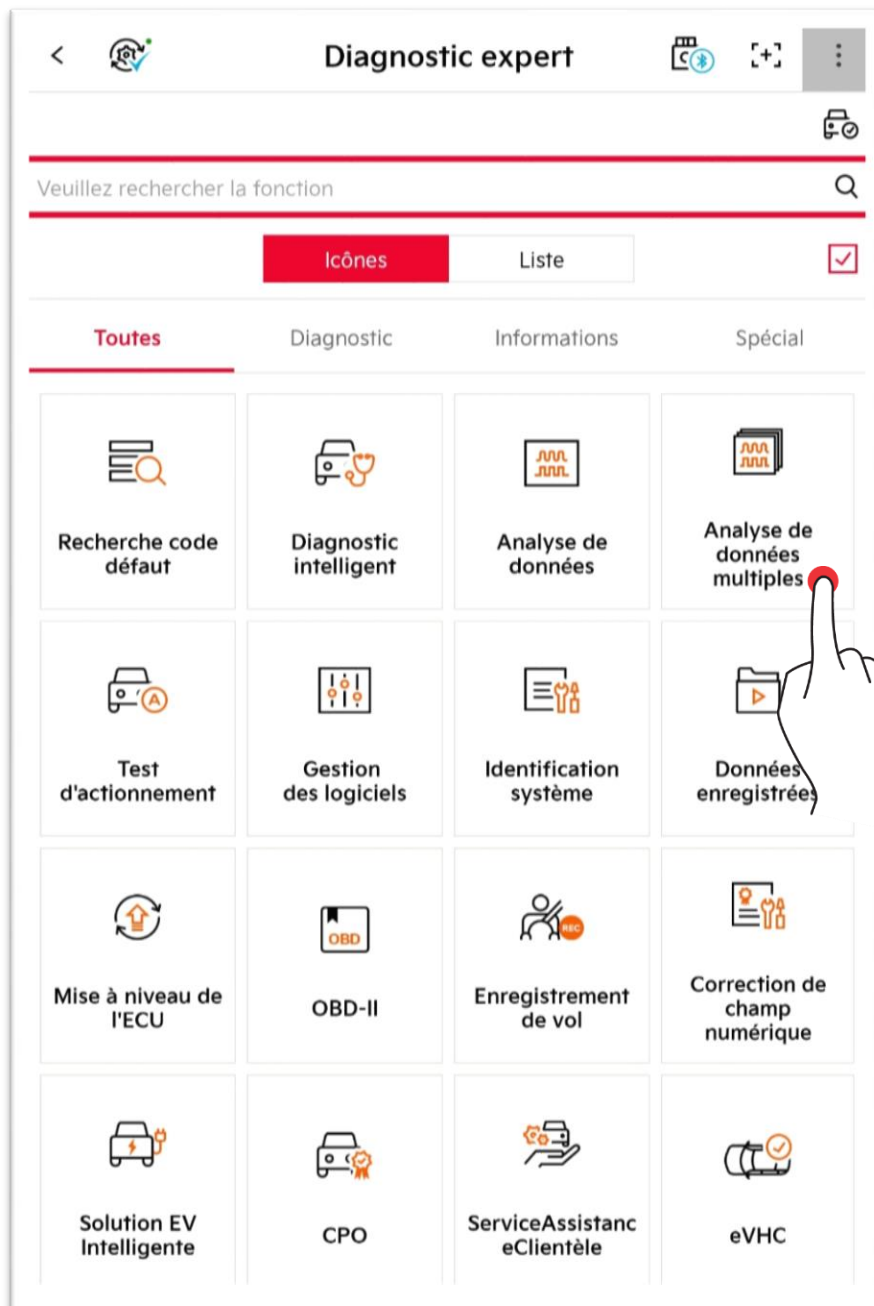 Diagnostic expert
Veuillez rechercher la fonction
Icônes
Liste
Toutes
Diagnostic
Informations
Spécial
Recherche code
défaut
Diagnostic
intelligent
Analyse de
données
Analyse de
données
multiples
A
Test
d'actionnement
Gestion
des logiciels
Identification
système
Données
enregistrées
Mise à niveau de
l'ECU
OBD
OBD-II
REC
Enregistrement
de vol
Correction de
champ
numérique
Solution EV
Intelligente
CPO
ServiceAssistanc
eClientèle
eVHC